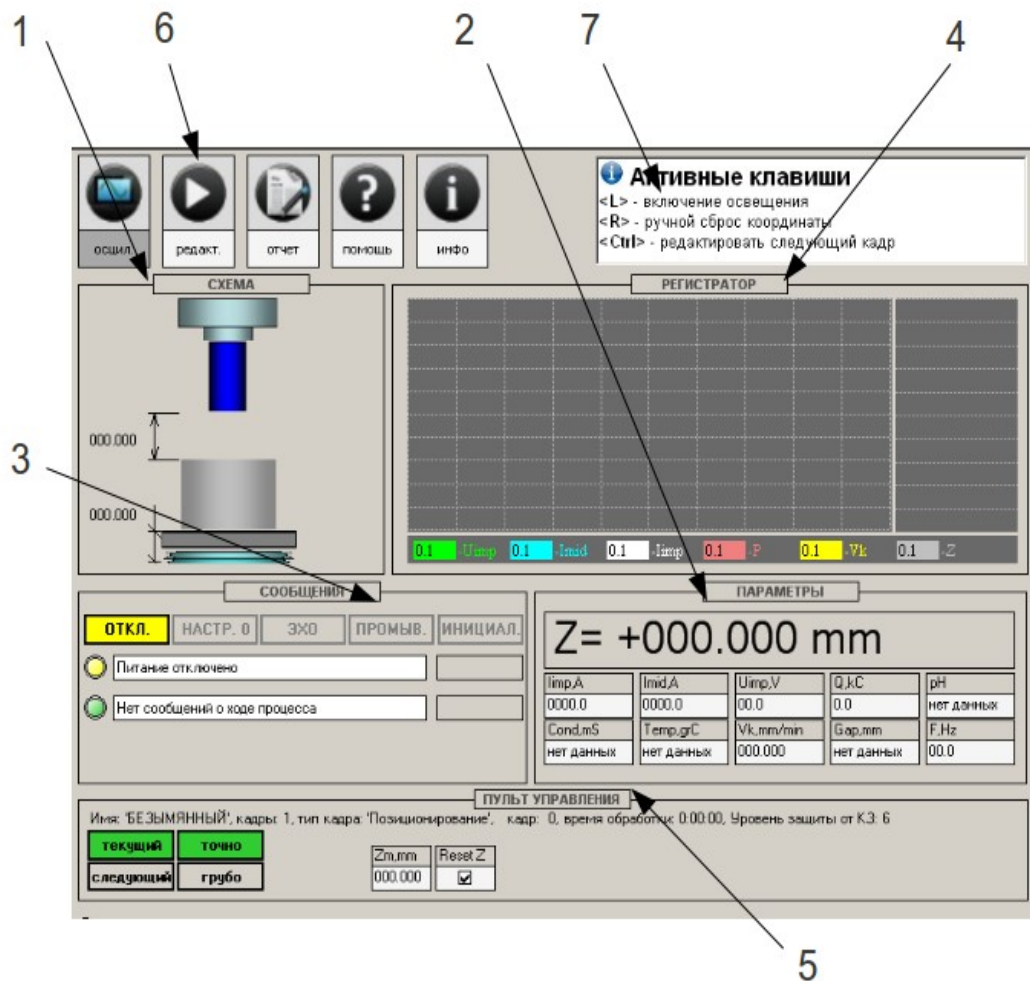 1 6 2 7 4
осцил. редакт. отчет помощь инфо
Активные клавиши
<L> - включение освещения
<R> - ручной сброс координаты
<Ctrl> - редактировать следующий кадр
СХЕМА
000.000
000.000
3
РЕГИСТРАТОР
0.1 -Uimp 0.1 -Imid 0.1 -Iimp 0.1 -P 0.1 -Vk 0.1 -Z
СООБЩЕНИЯ
ОТКЛ. НАСТР. 0 ЭХО ПРОМЫВ. ИНИЦИАЛ.
Питание отключено
Нет сообщений о ходе процесса
ПАРАМЕТРЫ
Z= +000.000 mm
Iimp,A Imid,A Uimp,V Q,kC pH
0000.0 0000.0 00.0 0.0 нет данных
Cond,mS Temp,grC Vk,mm/min Gap,mm F,Hz
нет данных нет данных 000.000 нет данных 00.0
ПУЛЬТ УПРАВЛЕНИЯ
Имя: 'БЕЗЫМЯННЫЙ', кадры: 1, тип кадра: 'Позиционирование', кадр: 0, время обработки: 0:00:00, Уровень защиты от КЗ: 6
текущий точно
следующий грубо
Zm,mm Reset Z
000.000
5